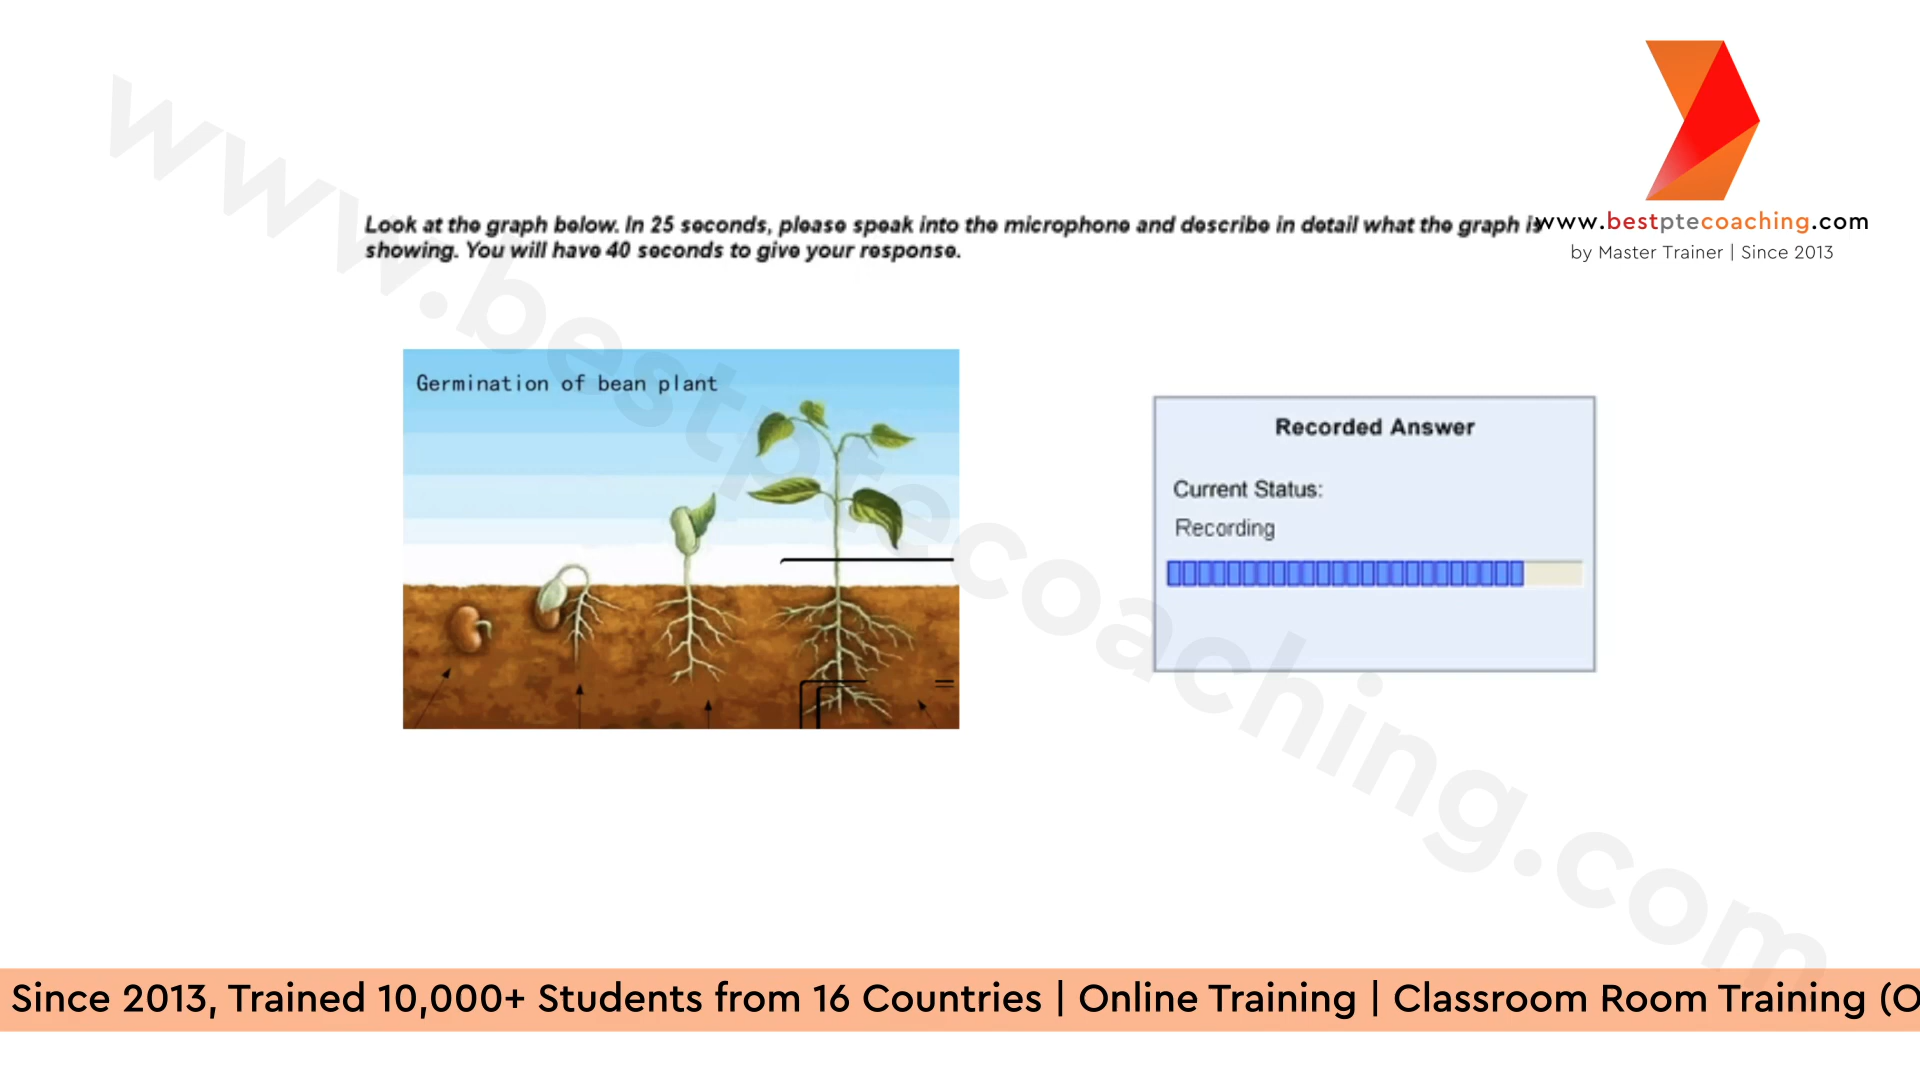 www.bestptecoaching.com
Look at the graph below. In 25 seconds, please speak into the microphone and describe in detail what the graph is
showing. You will have 40 seconds to give your response.
www.bestptecoaching.com
by Master Trainer | Since 2013
Germination of bean plant
Recorded Answer
Current Status:
Recording
Since 2013, Trained 10,000+ Students from 16 Countries | Online Training | Classroom Room Training (O